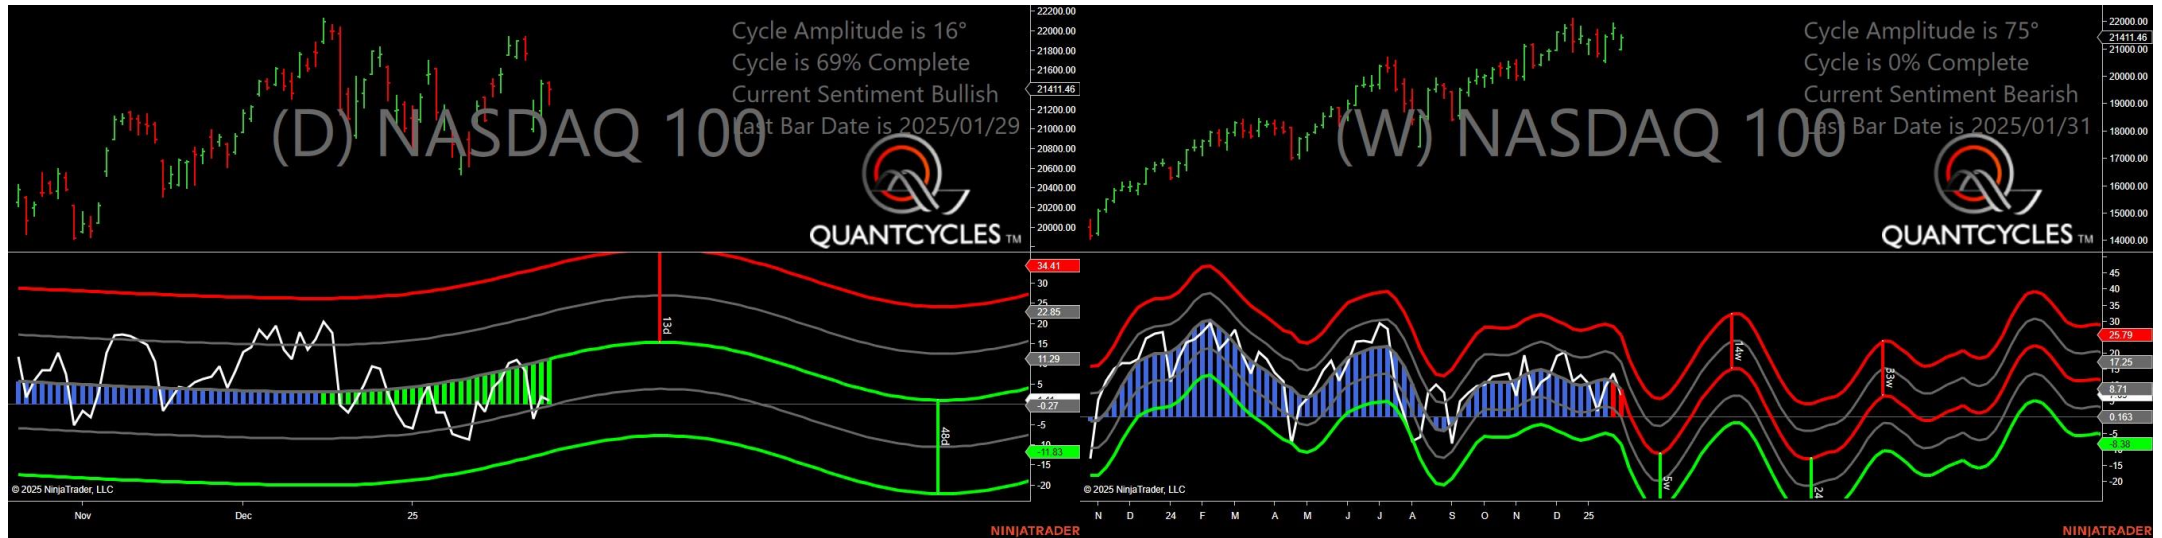 Cycle Amplitude is 16°
Cycle is 69% Complete
Current Sentiment Bullish
Last Bar Date is 2025/01/29
(D) NASDAQ 100
QUANTCYCLES TM
22200.00
22000.00
21800.00
21600.00
21411.46
21200.00
21000.00
20800.00
20600.00
20400.00
20200.00
20000.00
34.41
30
25
22.85
20
15
11.29
5
-0.27
-5
-10
-11.83
-15
-20
13d
48d
© 2025 NinjaTrader, LLC
Nov
Dec
25
NINJATRADER
Cycle Amplitude is 75°
Cycle is 0% Complete
Current Sentiment Bearish
Last Bar Date is 2025/01/31
(W) NASDAQ 100
QUANTCYCLES TM
22000.00
21411.46
21000.00
20000.00
19000.00
18000.00
17000.00
16000.00
15000.00
14000.00
45
40
35
30
25.79
20
17.25
15
8.71
0.163
-5
-8.38
-10
-15
-20
14w
33w
5w
24
© 2025 NinjaTrader, LLC
N D 24 F M A M J J A S O N D 25
NINJATRADER